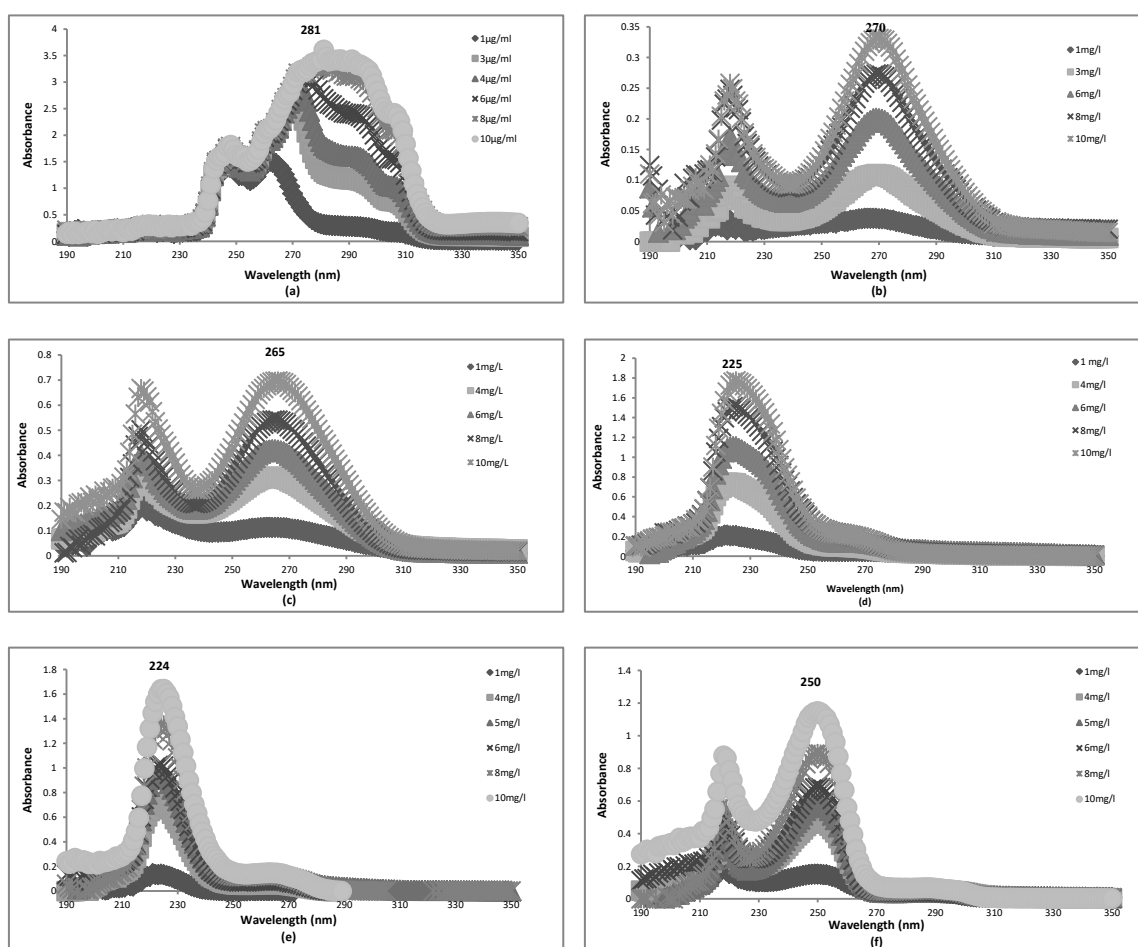 281
4
3.5
3
2.5
2
1.5
1
0.5
0
Absorbance
1µg/ml
3µg/ml
4µg/ml
6µg/ml
8µg/ml
10µg/ml
190 210 230 250 270 290 310 330 350
Wavelength (nm)
(a)
270
0.35
0.3
0.25
0.2
0.15
0.1
0.05
0
Absorbance
1mg/l
3mg/l
6mg/l
8mg/l
10mg/l
190 210 230 250 270 290 310 330 350
Wavelength (nm)
(b)
265
0.8
0.7
0.6
0.5
0.4
0.3
0.2
0.1
0
Absorbance
1mg/L
4mg/L
6mg/L
8mg/L
10mg/L
190 210 230 250 270 290 310 330 350
Wavelength (nm)
(c)
225
2
1.8
1.6
1.4
1.2
1
0.8
0.6
0.4
0.2
0
Absorbance
1 mg/l
4mg/l
6mg/l
8mg/l
10mg/l
190 210 230 250 270 290 310 330 350
Wavelength (nm)
(d)
224
1.8
1.6
1.4
1.2
1
0.8
0.6
0.4
0.2
0
Absorbance
1mg/l
4mg/l
5mg/l
6mg/l
8mg/l
10mg/l
190 210 230 250 270 290 310 330 350
(e)
250
1.4
1.2
1
0.8
0.6
0.4
0.2
0
Absorbance
1mg/l
4mg/l
5mg/l
6mg/l
8mg/l
10mg/l
190 210 230 250 270 290 310 330 350
(f)